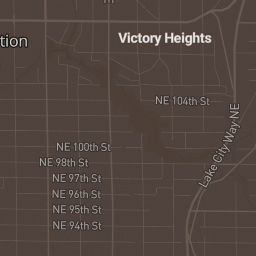 Victory Heights
tion
NE 104th St
NE 100th St
NE 98th St
NE 97th St
NE 96th St
NE 95th St
NE 94th St
Lake City Way NE